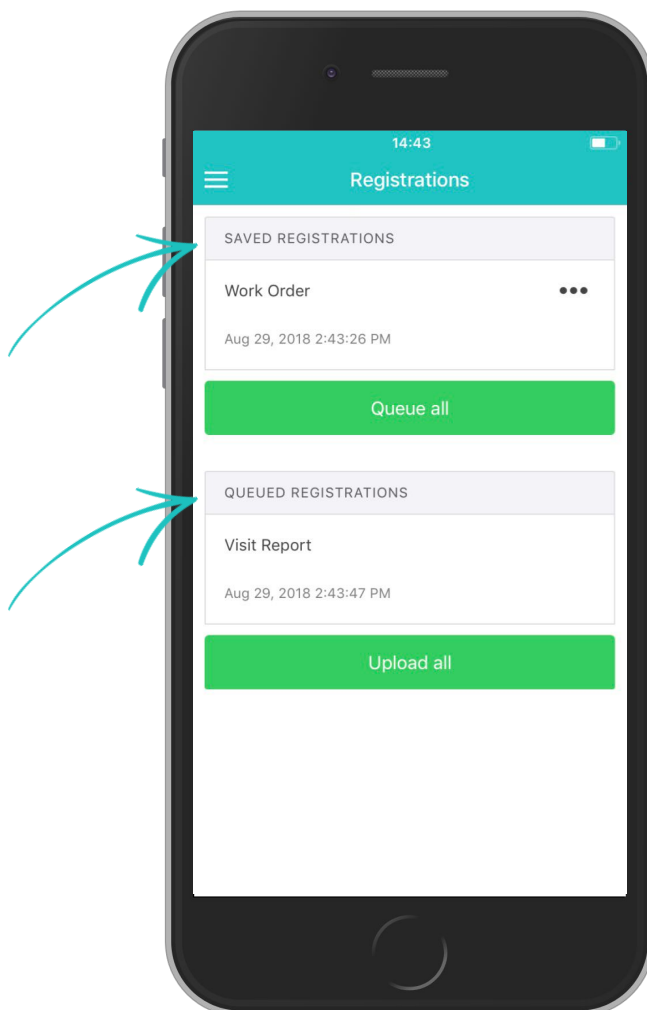 14:43
Registrations
SAVED REGISTRATIONS
Work Order
Aug 29, 2018 2:43:26 PM
Queue all
QUEUED REGISTRATIONS
Visit Report
Aug 29, 2018 2:43:47 PM
Upload all